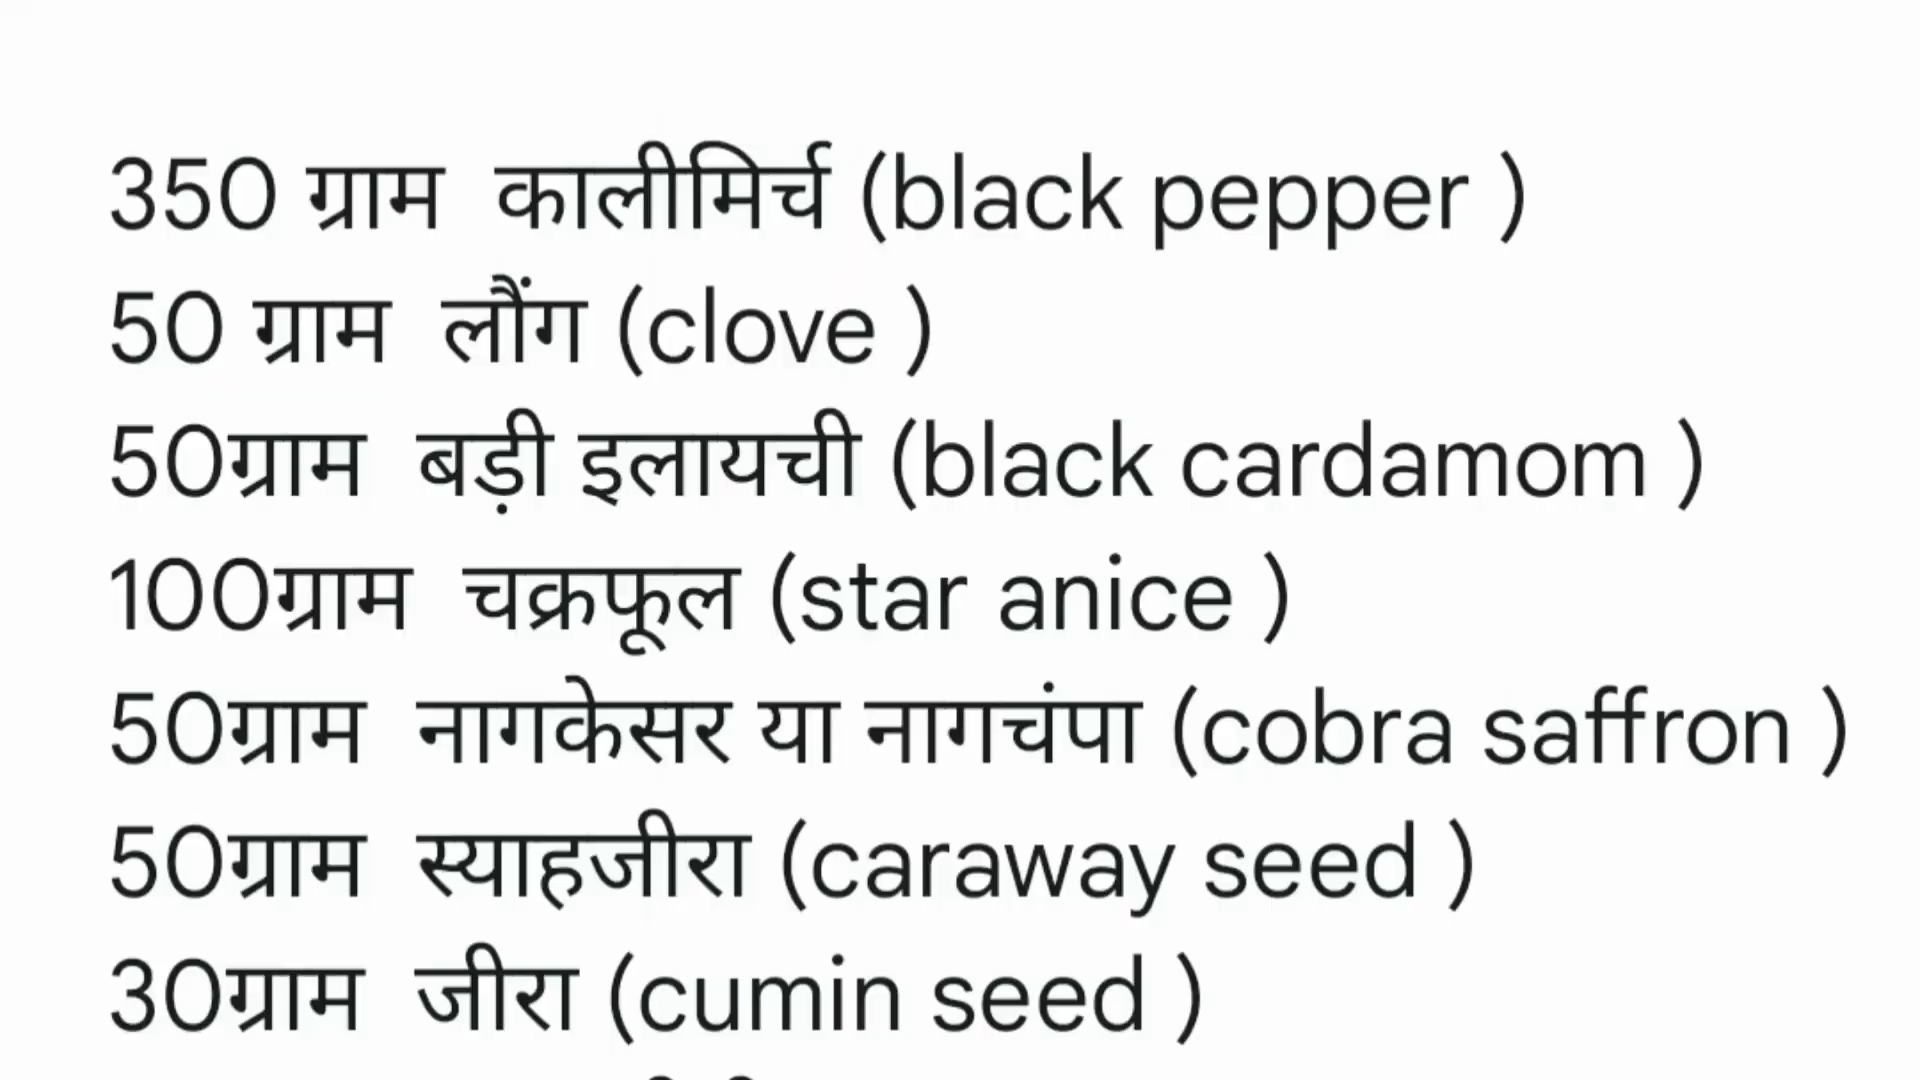 350 ग्राम  कालीमिर्च (black pepper )
50 ग्राम  लौंग (clove )
50ग्राम  बड़ी इलायची (black cardamom )
100ग्राम  चक्रफूल (star anice )
50ग्राम  नागकेसर या नागचंपा (cobra saffron )
50ग्राम  स्याहजीरा (caraway seed )
30ग्राम  जीरा (cumin seed )